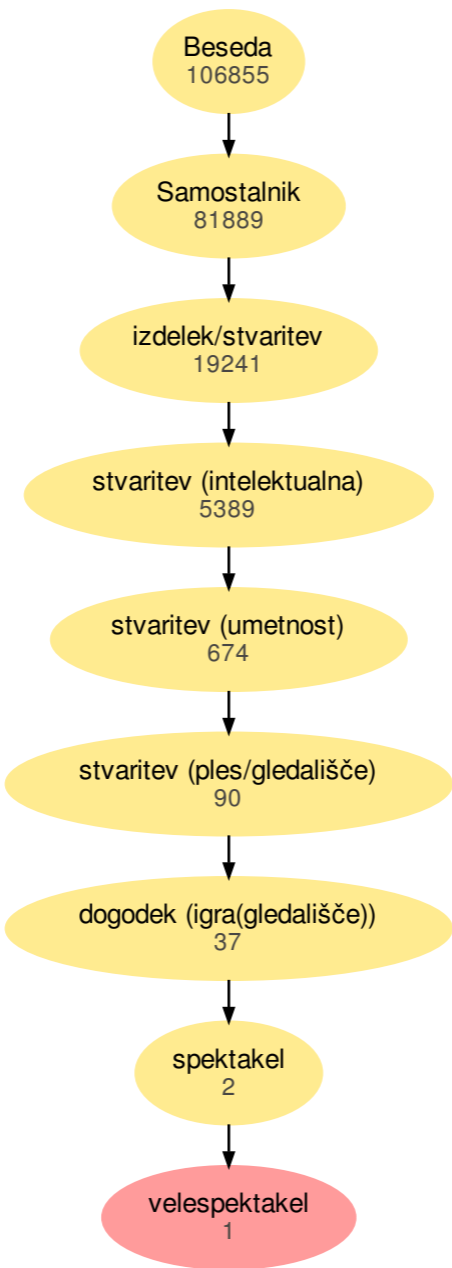 Beseda
106855
Samostalnik
81889
izdelek/stvaritev
19241
stvaritev (intelektualna)
5389
stvaritev (umetnost)
674
stvaritev (ples/gledališče)
90
dogodek (igra(gledališče))
37
spektakel
2
velespektakel
1